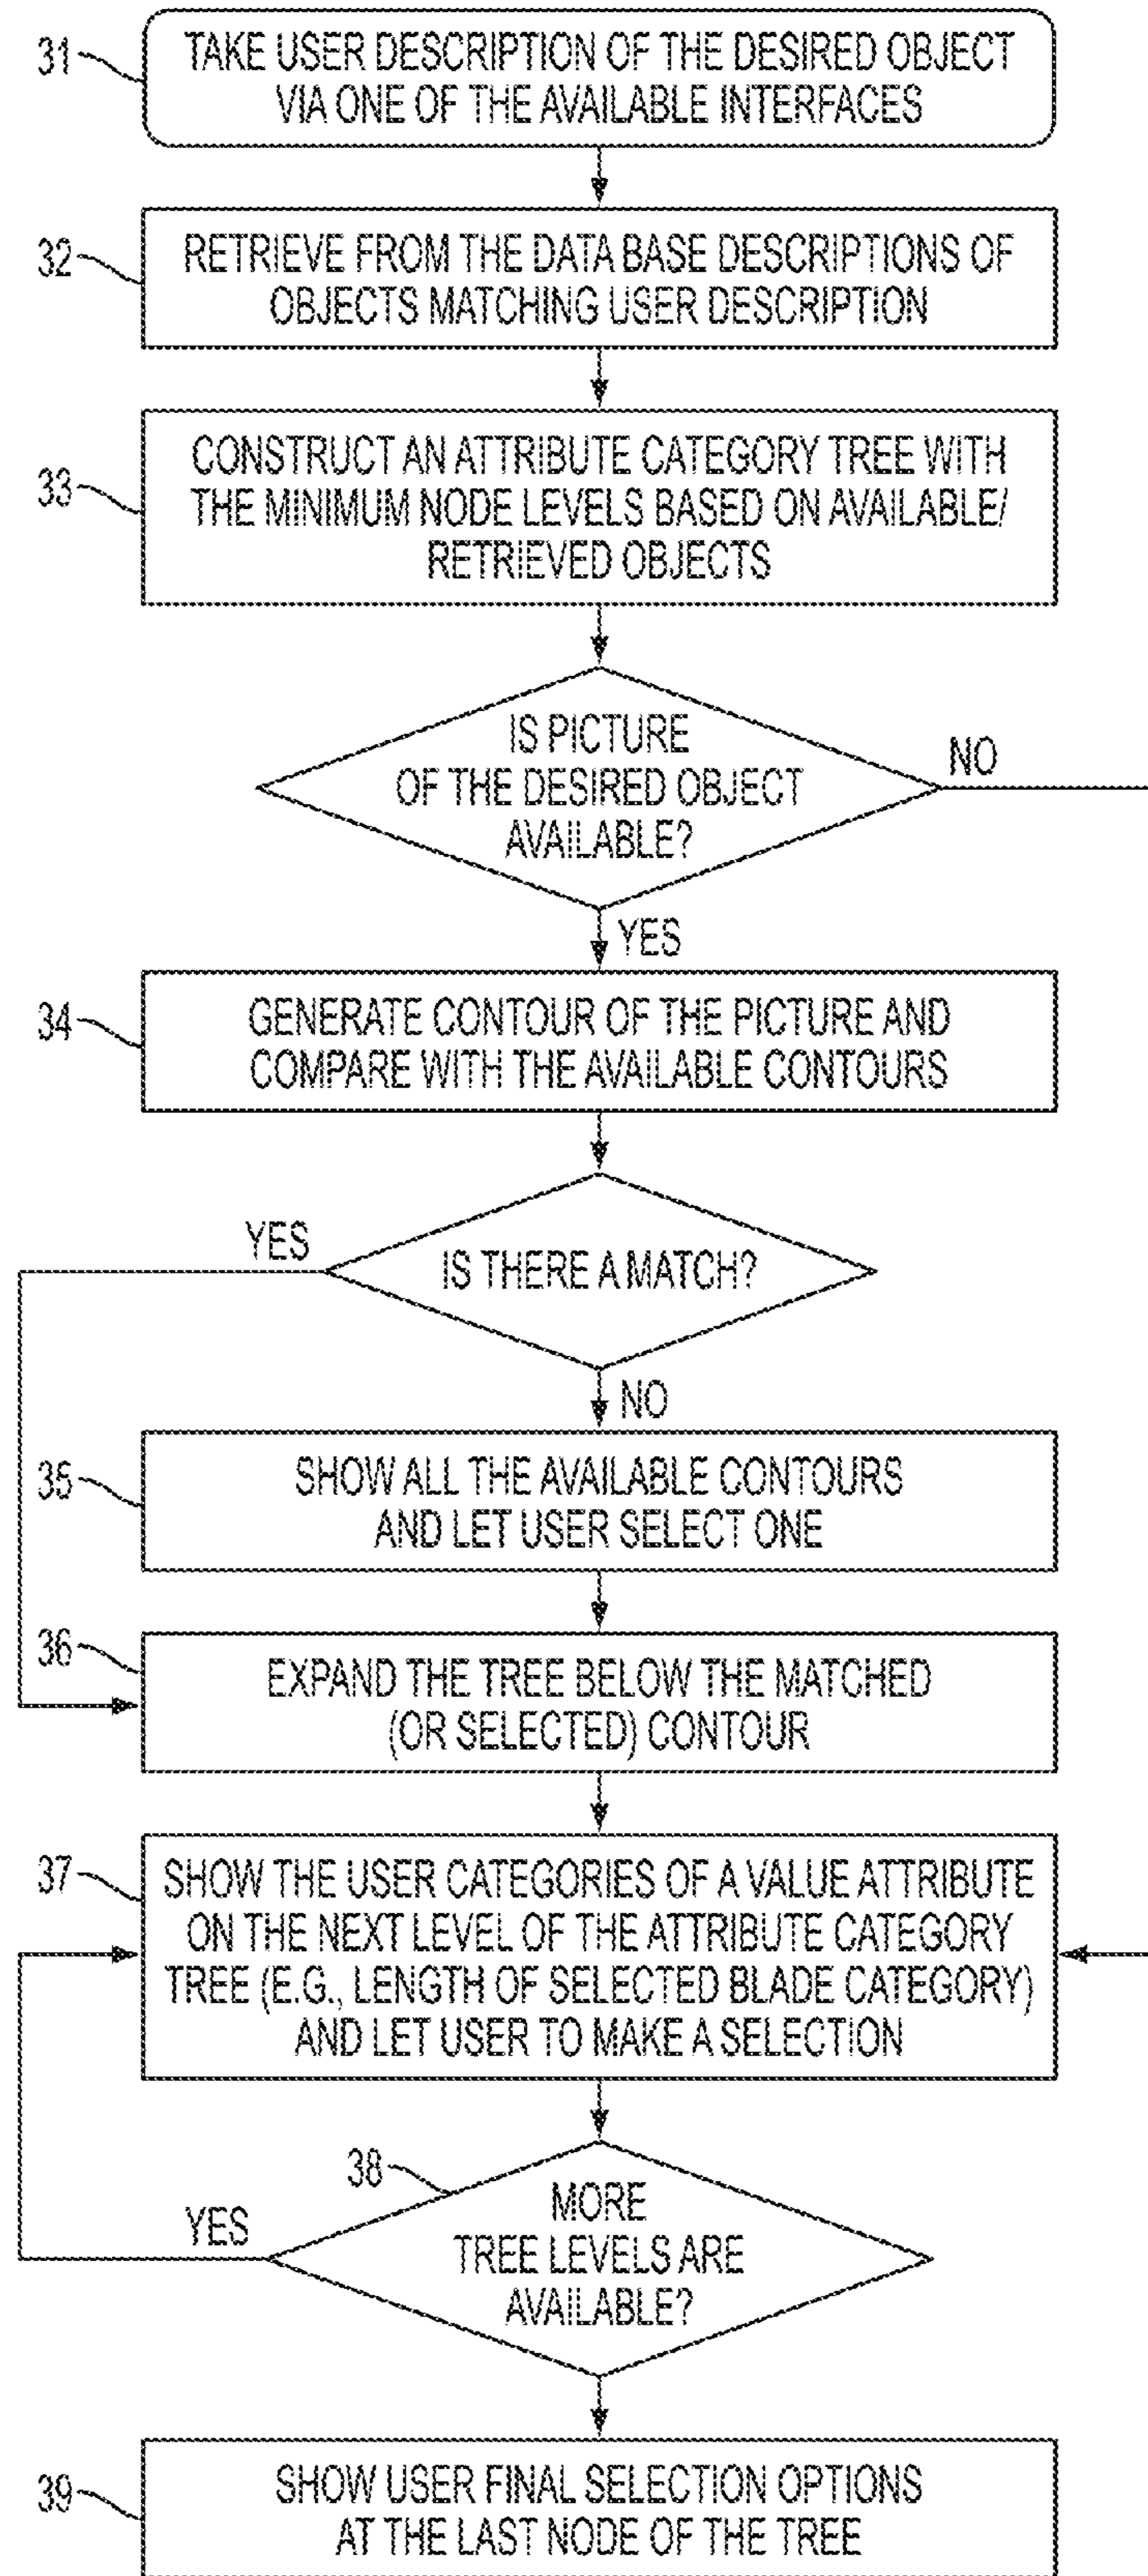 31
TAKE USER DESCRIPTION OF THE DESIRED OBJECT
VIA ONE OF THE AVAILABLE INTERFACES
32
RETRIEVE FROM THE DATA BASE DESCRIPTIONS OF
OBJECTS MATCHING USER DESCRIPTION
33
CONSTRUCT AN ATTRIBUTE CATEGORY TREE WITH
THE MINIMUM NODE LEVELS BASED ON AVAILABLE/
RETRIEVED OBJECTS
IS PICTURE
OF THE DESIRED OBJECT
AVAILABLE?
NO
YES
34
GENERATE CONTOUR OF THE PICTURE AND
COMPARE WITH THE AVAILABLE CONTOURS
YES
IS THERE A MATCH?
NO
35
SHOW ALL THE AVAILABLE CONTOURS
AND LET USER SELECT ONE
36
EXPAND THE TREE BELOW THE MATCHED
(OR SELECTED) CONTOUR
37
SHOW THE USER CATEGORIES OF A VALUE ATTRIBUTE
ON THE NEXT LEVEL OF THE ATTRIBUTE CATEGORY
TREE (E.G., LENGTH OF SELECTED BLADE CATEGORY)
AND LET USER TO MAKE A SELECTION
38
YES
MORE
TREE LEVELS ARE
AVAILABLE?
39
SHOW USER FINAL SELECTION OPTIONS
AT THE LAST NODE OF THE TREE